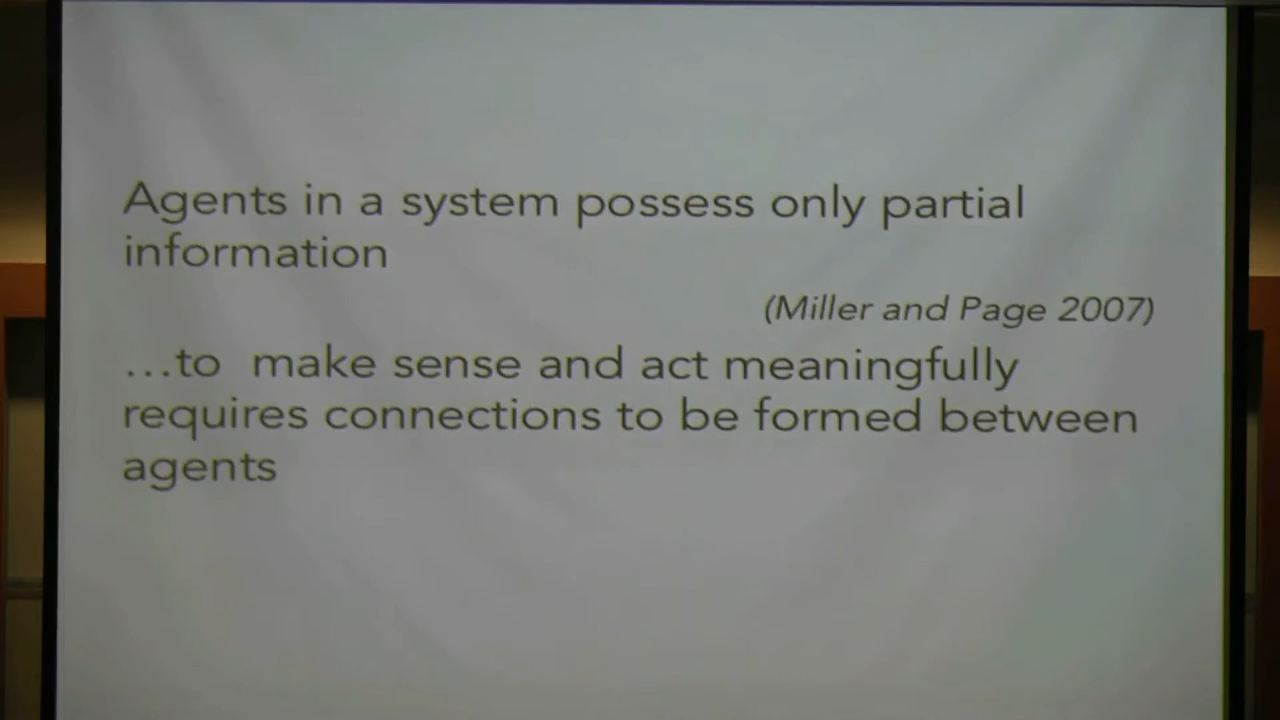 Agents in a system possess only partial
information
(Miller and Page 2007)
...to make sense and act meaningfully
requires connections to be formed between
agents